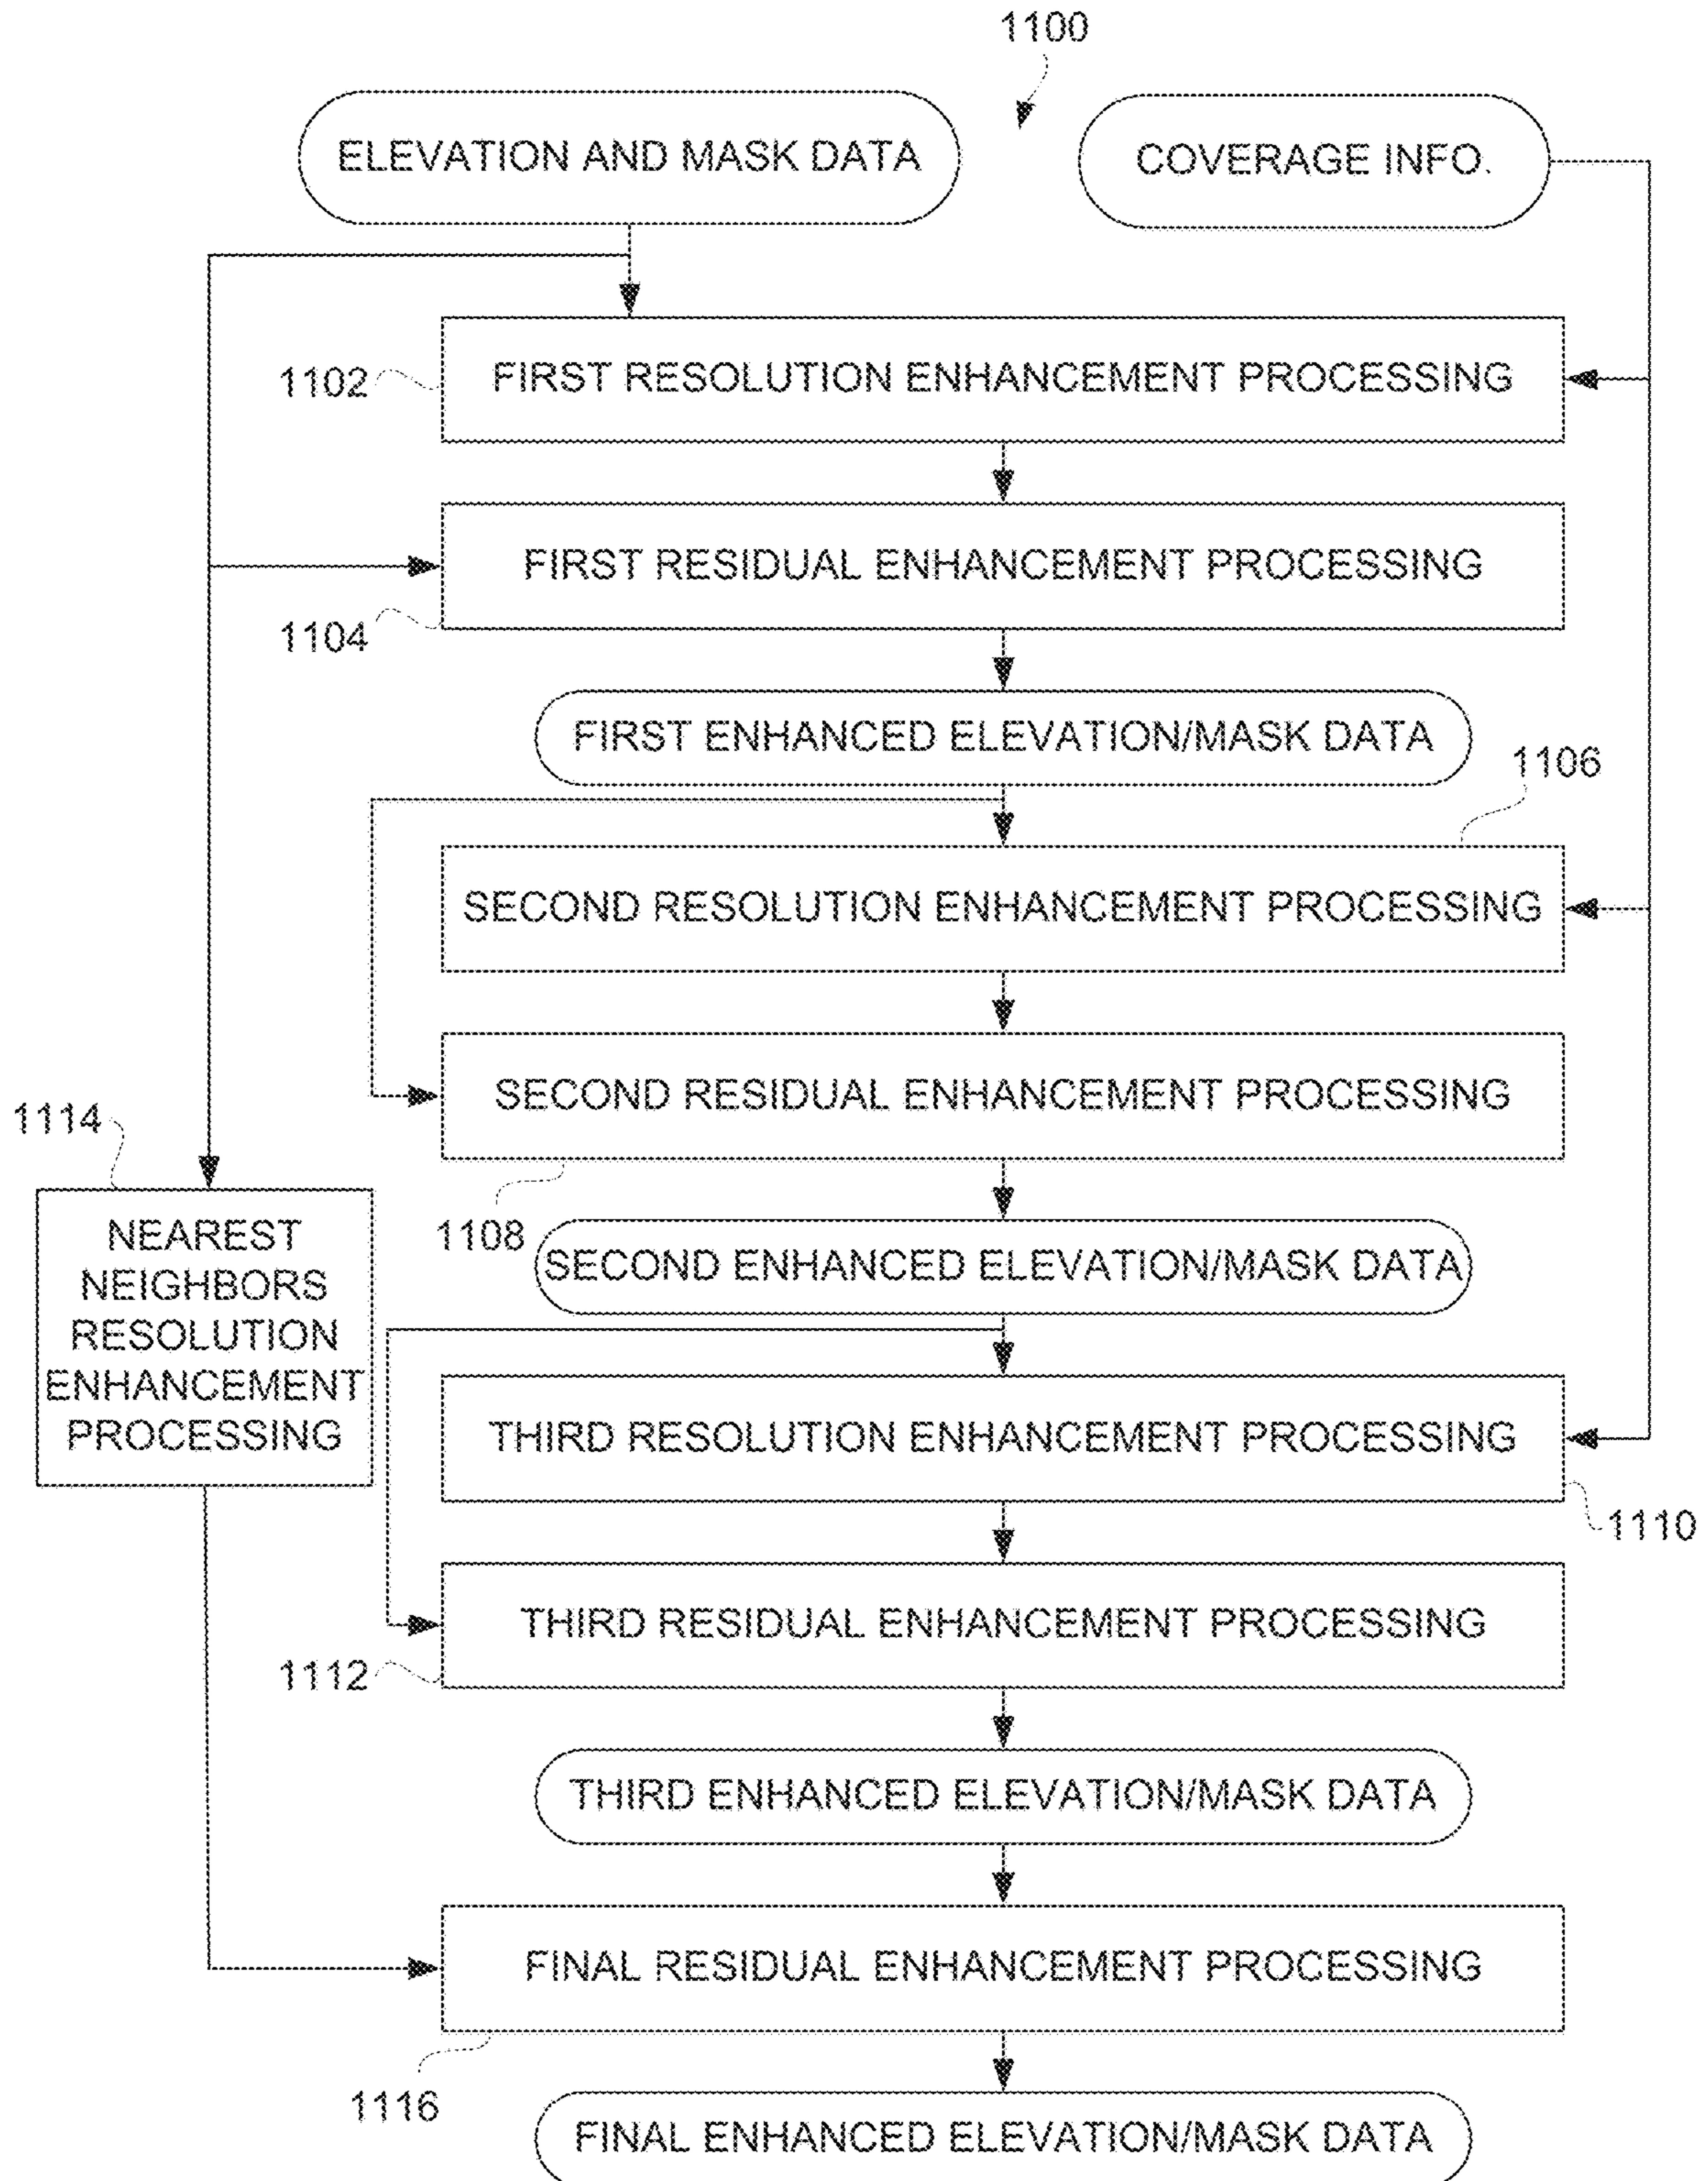 1100
ELEVATION AND MASK DATA
COVERAGE INFO.
1102
FIRST RESOLUTION ENHANCEMENT PROCESSING
FIRST RESIDUAL ENHANCEMENT PROCESSING
1104
FIRST ENHANCED ELEVATION/MASK DATA
1106
SECOND RESOLUTION ENHANCEMENT PROCESSING
SECOND RESIDUAL ENHANCEMENT PROCESSING
1114
1108
NEAREST
NEIGHBORS
RESOLUTION
ENHANCEMENT
PROCESSING
SECOND ENHANCED ELEVATION/MASK DATA
THIRD RESOLUTION ENHANCEMENT PROCESSING
1110
THIRD RESIDUAL ENHANCEMENT PROCESSING
1112
THIRD ENHANCED ELEVATION/MASK DATA
FINAL RESIDUAL ENHANCEMENT PROCESSING
1116
FINAL ENHANCED ELEVATION/MASK DATA